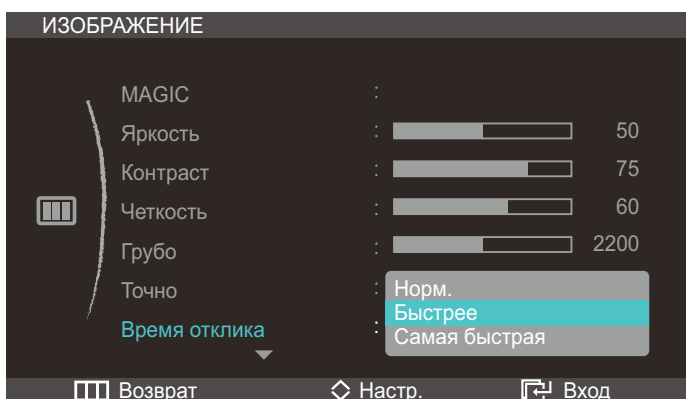 ИЗОБРАЖЕНИЕ
MAGIC :
Яркость : 50
Контраст : 75
Четкость : 60
Грубо : 2200
Точно : Норм.
Быстрее
Время отклика : Самая быстрая
Возврат Настр. Вход